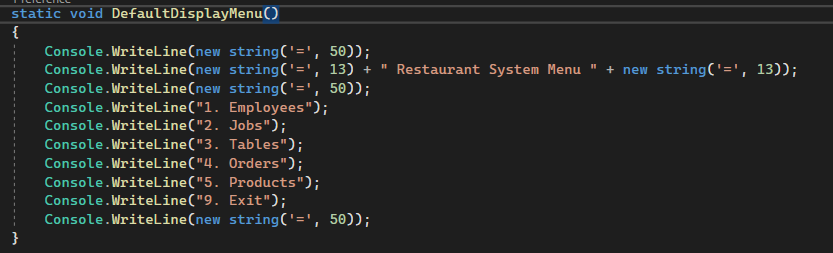 static void DefaultDisplayMenu()
{
    Console.WriteLine(new string('=', 50));
    Console.WriteLine(new string('=', 13) + " Restaurant System Menu " + new string('=', 13));
    Console.WriteLine(new string('=', 50));
    Console.WriteLine("1. Employees");
    Console.WriteLine("2. Jobs");
    Console.WriteLine("3. Tables");
    Console.WriteLine("4. Orders");
    Console.WriteLine("5. Products");
    Console.WriteLine("9. Exit");
    Console.WriteLine(new string('=', 50));
}